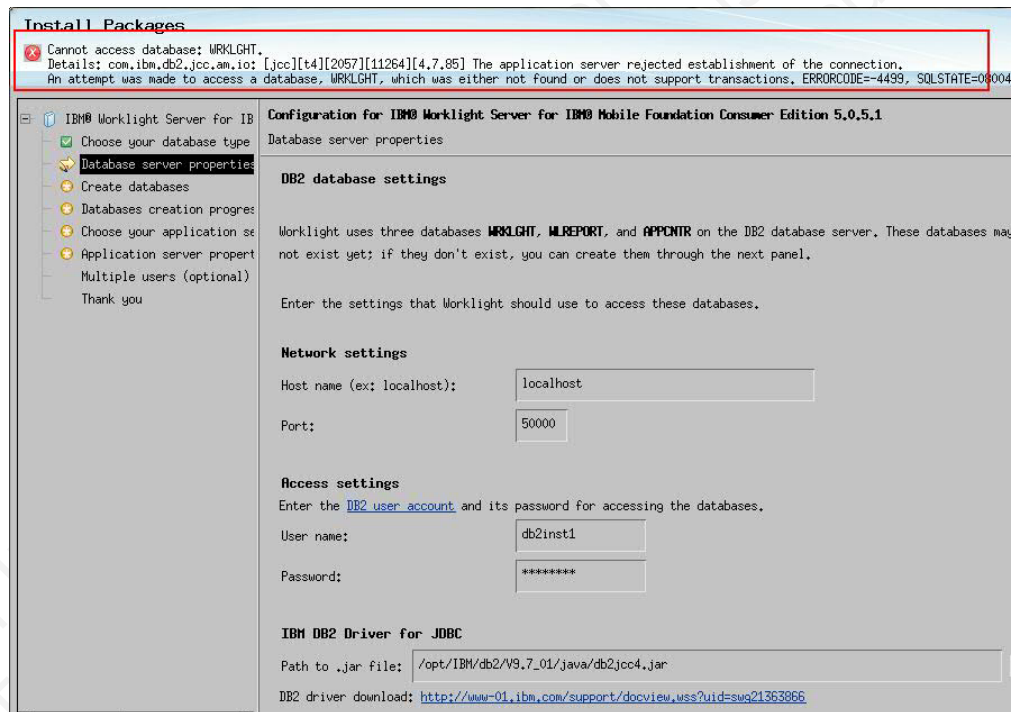 Install Packages
Cannot access database: WRKLGHT.
Details: com.ibm.db2.jcc.am.io: [jcc][t4][2057][11264][4.7.85] The application server rejected establishment of the connection.
An attempt was made to access a database, WRKLGHT, which was either not found or does not support transactions. ERRORCODE=-4499, SQLSTATE=08004
IBM® Worklight Server for IB
Choose your database type
Database server properties
Create databases
Databases creation progres
Choose your application se
Application server propert
Multiple users (optional)
Thank you
Configuration for IBM® Worklight Server for IBM® Mobile Foundation Consumer Edition 5.0.5.1
Database server properties
DB2 database settings
Worklight uses three databases WRKLGHT, WLREPORT, and APPCNTR on the DB2 database server. These databases may
not exist yet; if they don't exist, you can create them through the next panel.
Enter the settings that Worklight should use to access these databases.
Network settings
Host name (ex: localhost): localhost
Port: 50000
Access settings
Enter the DB2 user account and its password for accessing the databases.
User name: db2inst1
Password: ********
IBM DB2 Driver for JDBC
Path to .jar file: /opt/IBM/db2/V9.7_01/java/db2jcc4.jar
DB2 driver download: http://www-01.ibm.com/support/docview.wss?uid=swg21363866